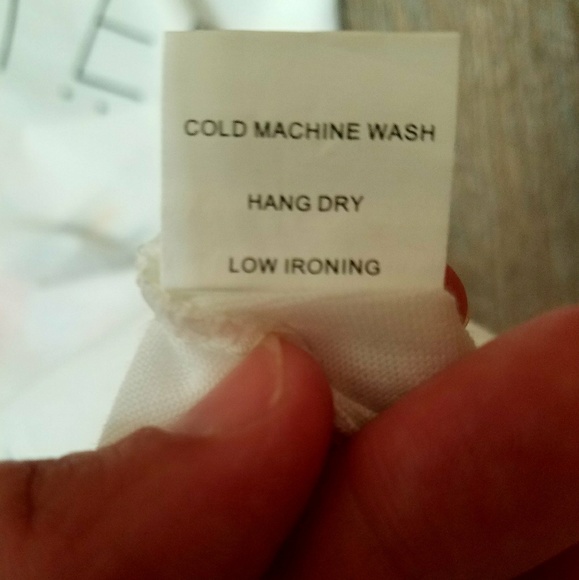 COLD MACHINE WASH
HANG DRY
LOW IRONING